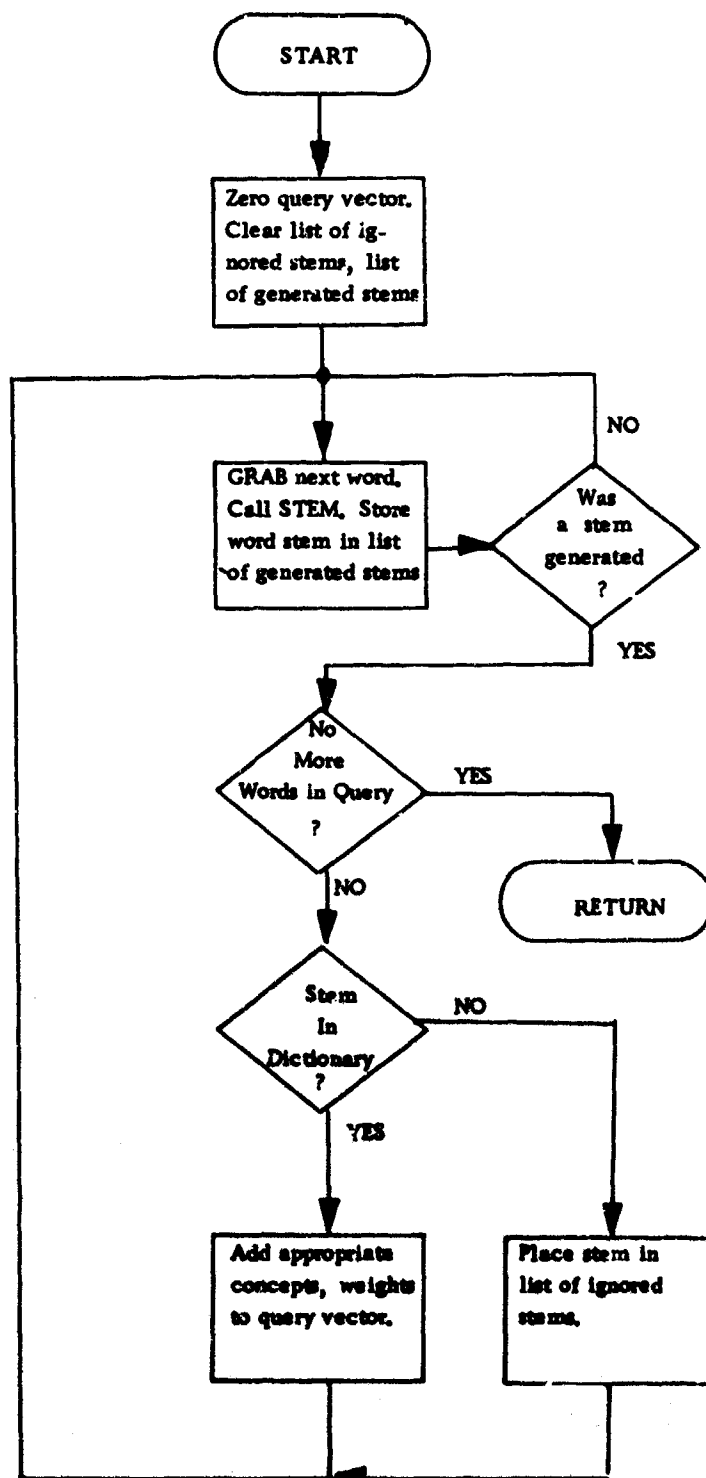 START
Zero query vector.
Clear list of ig-
nored stems, list
of generated stems
NO
GRAB next word.
Call STEM. Store
word stem in list
of generated stems
Was
a stem
generated
?
YES
No
More
Words in Query
?
YES
NO
RETURN
Stem
In
Dictionary
?
NO
YES
Add appropriate
concepts, weights
to query vector.
Place stem in
list of ignored
stems.